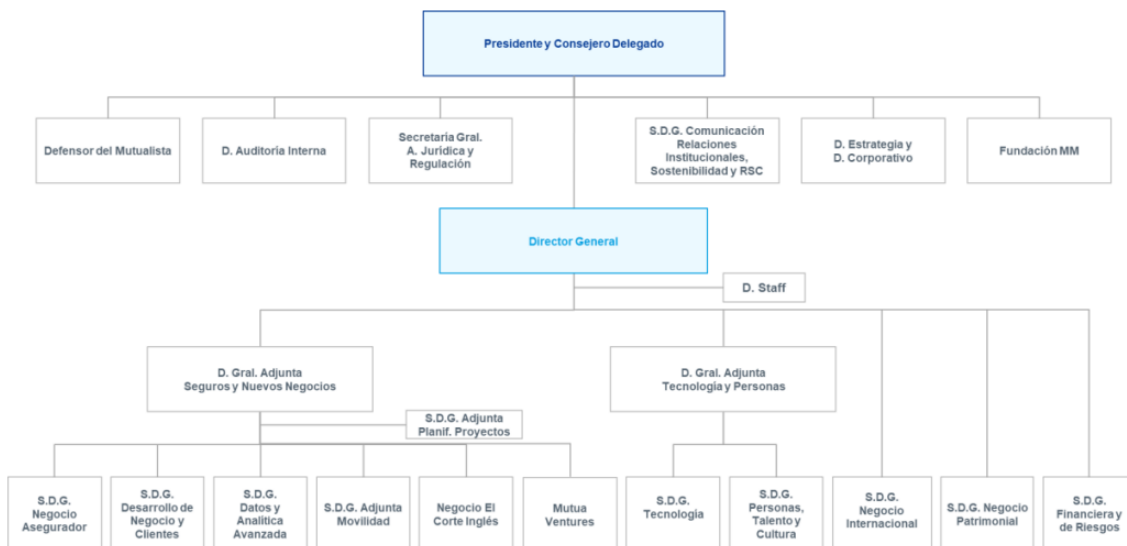 Presidente y Consejero Delegado
Defensor del Mutualista
D. Auditoría Interna
Secretaría Gral.
A. Jurídica y
Regulación
S.D.G. Comunicación
Relaciones
Institucionales,
Sostenibilidad y RSC
D. Estrategia y
D. Corporativo
Fundación MM
Director General
D. Staff
D. Gral. Adjunta
Seguros y Nuevos Negocios
D. Gral. Adjunta
Tecnología y Personas
S.D.G. Adjunta
Planif. Proyectos
S.D.G.
Negocio
Asegurador
S.D.G.
Desarrollo de
Negocio y
Clientes
S.D.G.
Datos y
Analítica
Avanzada
S.D.G. Adjunta
Movilidad
Negocio El
Corte Inglés
Mutua
Ventures
S.D.G.
Tecnología
S.D.G.
Personas,
Talento y
Cultura
S.D.G.
Negocio
Internacional
S.D.G. Negocio
Patrimonial
S.D.G.
Financiera y
de Riesgos